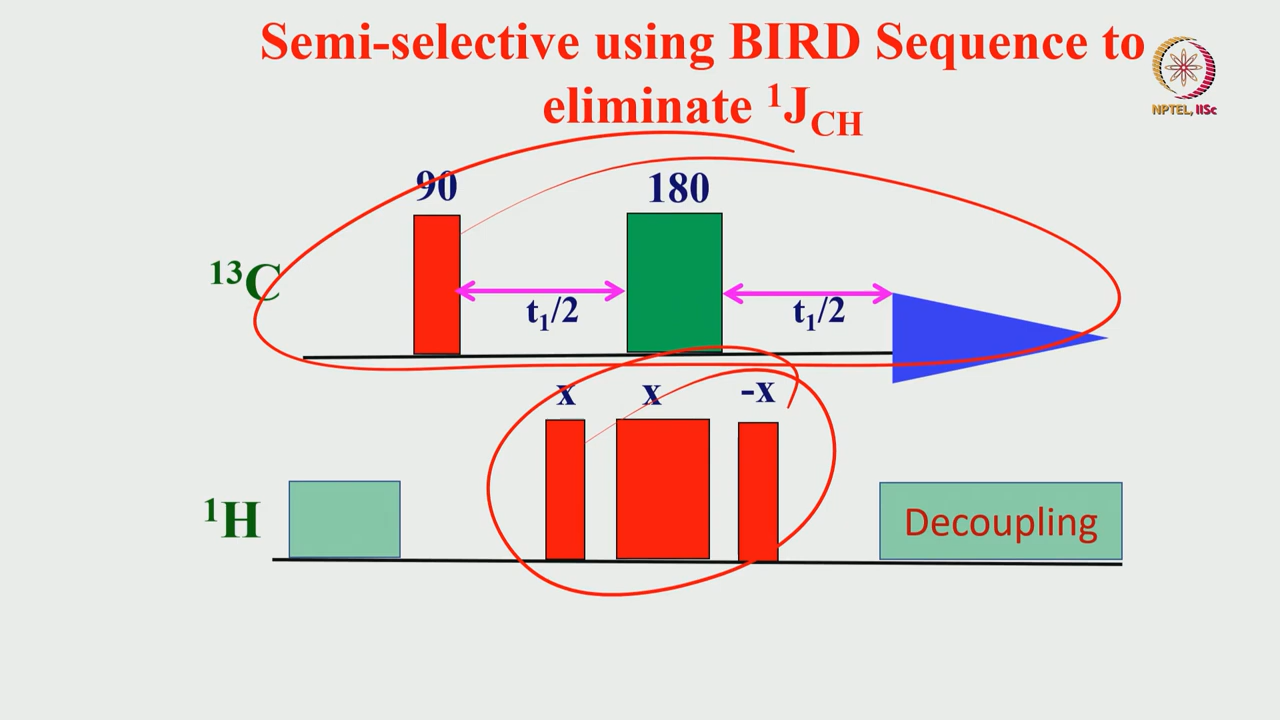 Semi-selective using BIRD Sequence to
eliminate ¹J_CH
NPTEL, IISc
90
180
¹³C
t₁/2
t₁/2
x
x
-x
¹H
Decoupling